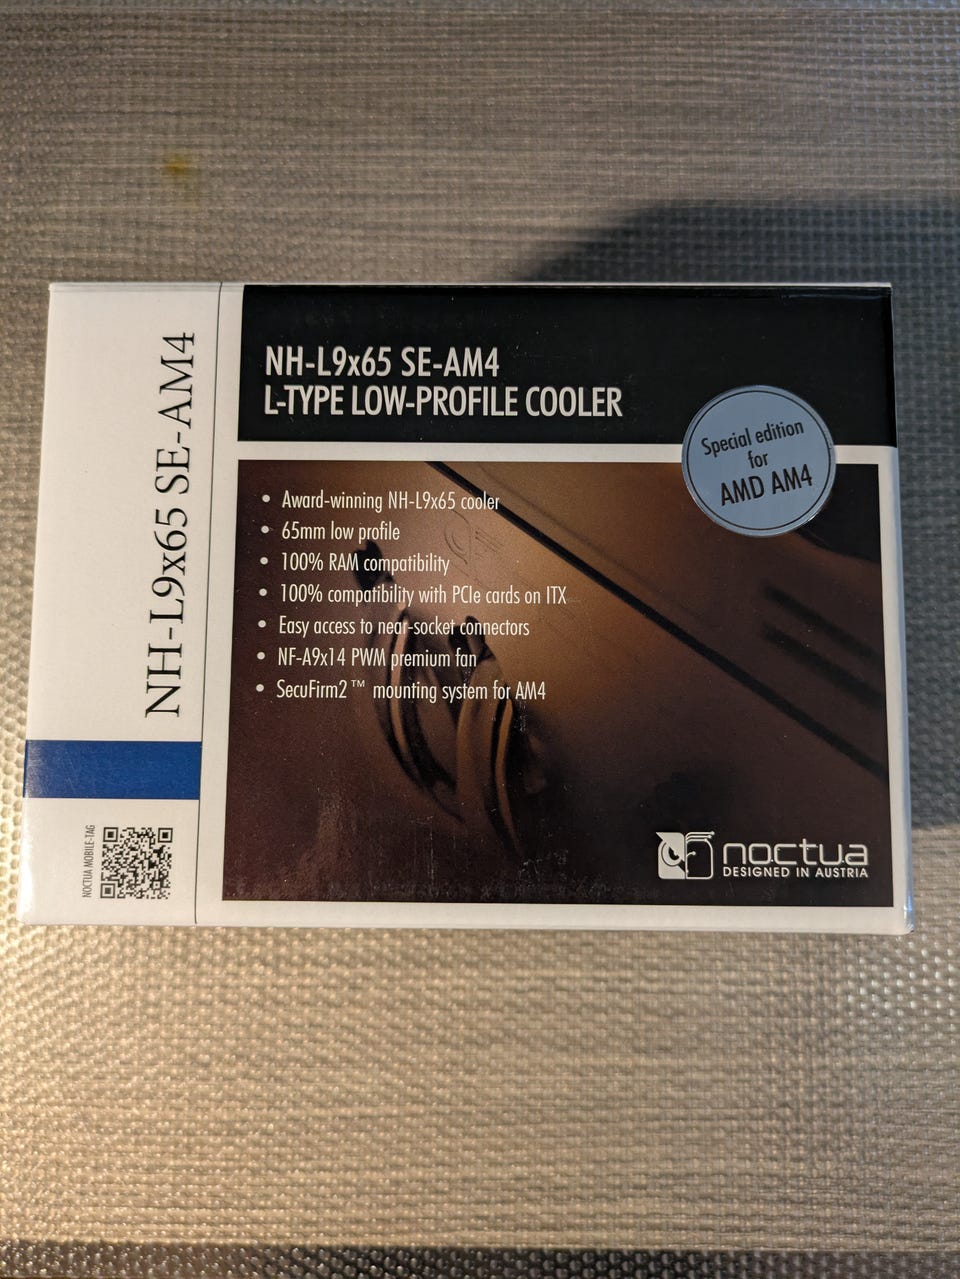 NH-L9x65 SE-AM4
NOCTUA MOBILE-TAG
NH-L9x65 SE-AM4
L-TYPE LOW-PROFILE COOLER
Special edition
for
AMD AM4
• Award-winning NH-L9x65 cooler
• 65mm low profile
• 100% RAM compatibility
• 100% compatibility with PCIe cards on ITX
• Easy access to near-socket connectors
• NF-A9x14 PWM premium fan
• SecuFirm2™ mounting system for AM4
noctua
DESIGNED IN AUSTRIA